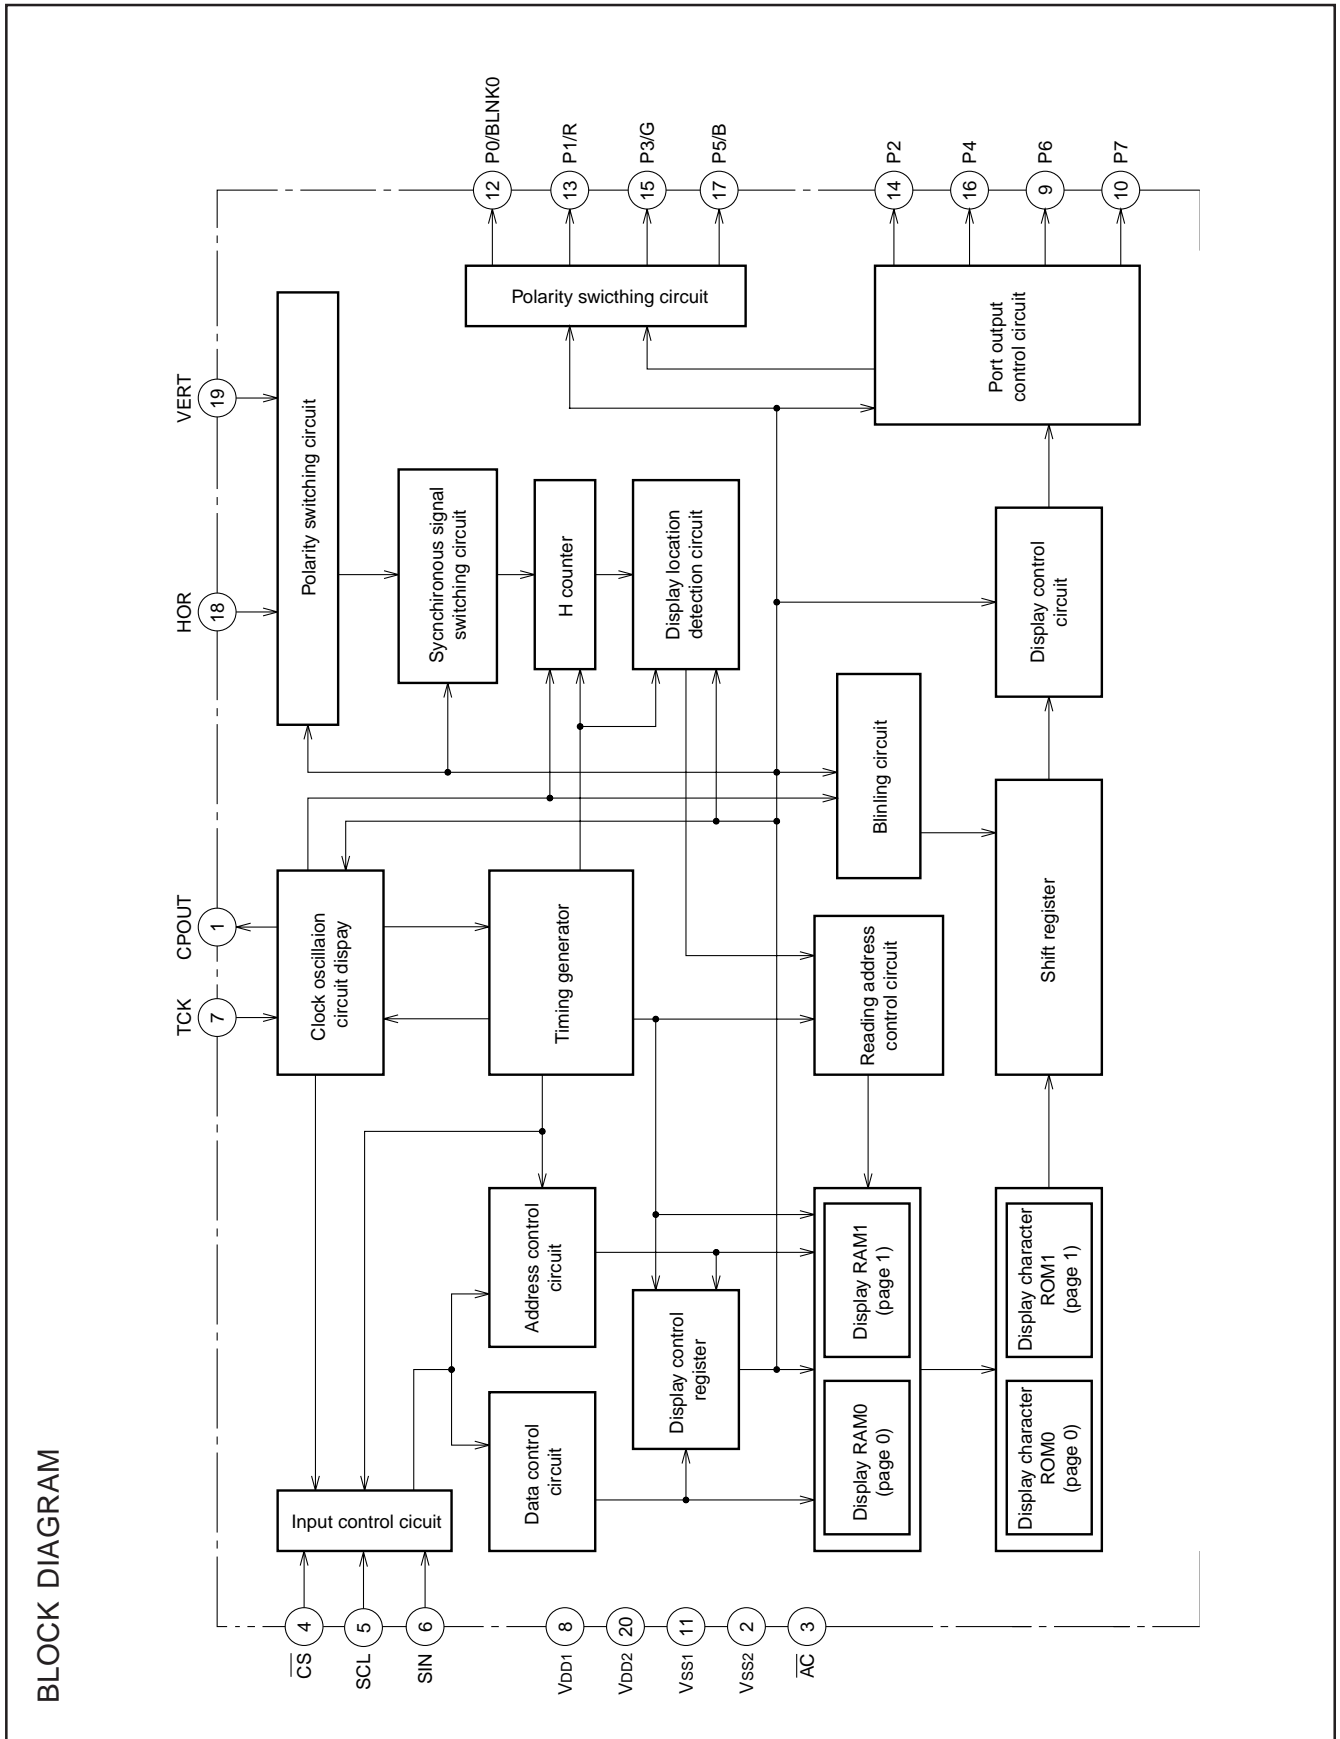 BLOCK DIAGRAM
TCK
7
CPOUT
1
HOR
18
VERT
19
CS
4
SCL
5
SIN
6
VDD1
8
VDD2
20
VSS1
11
VSS2
2
AC
3
Input control cicuit
Clock oscillaion
circuit dispay
Polarity switching circuit
Data control
circuit
Address control
circuit
Timing generator
Sycnchironous signal
switching circuit
H counter
Display location
detection circuit
Display control
register
Display RAM0
(page 0)
Display RAM1
(page 1)
Reading address
control circuit
Blinling circuit
Display character
ROM0
(page 0)
Display character
ROM1
(page 1)
Shift register
Display control
circuit
Polarity swicthing circuit
Port output
control circuit
12
P0/BLNK0
13
P1/R
15
P3/G
17
P5/B
14
P2
16
P4
9
P6
10
P7